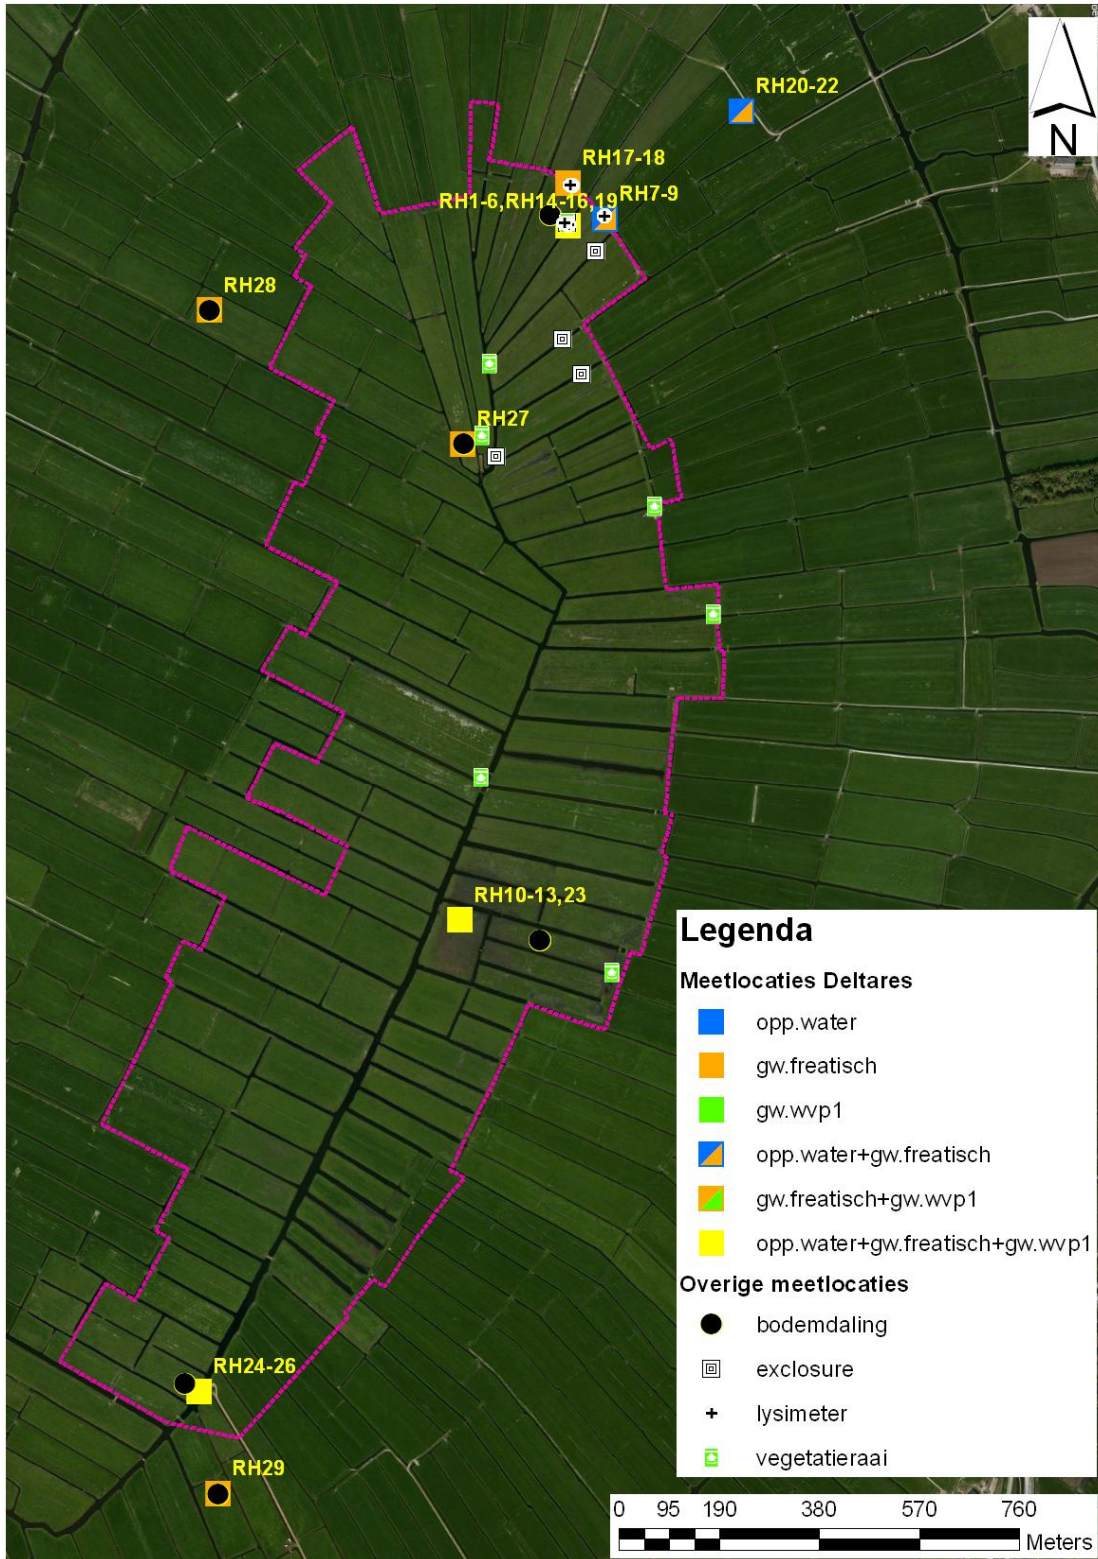 RH20-22
N
RH17-18
RH1-6,RH14-16,19
RH7-9
RH28
RH27
RH10-13,23
Legenda
Meetlocaties Deltares
opp.water
gw.freatisch
gw.wvp1
opp.water+gw.freatisch
gw.freatisch+gw.wvp1
opp.water+gw.freatisch+gw.wvp1
Overige meetlocaties
bodemdaling
exclosure
lysimeter
vegetatieraai
RH24-26
RH29
0 95 190 380 570 760
Meters